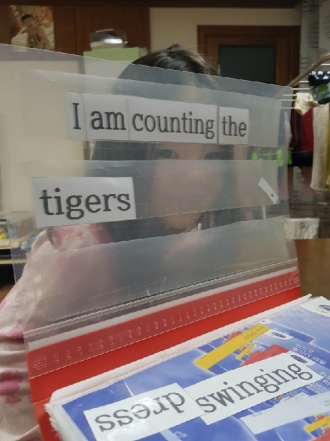 I am counting the
tigers
dress swinging